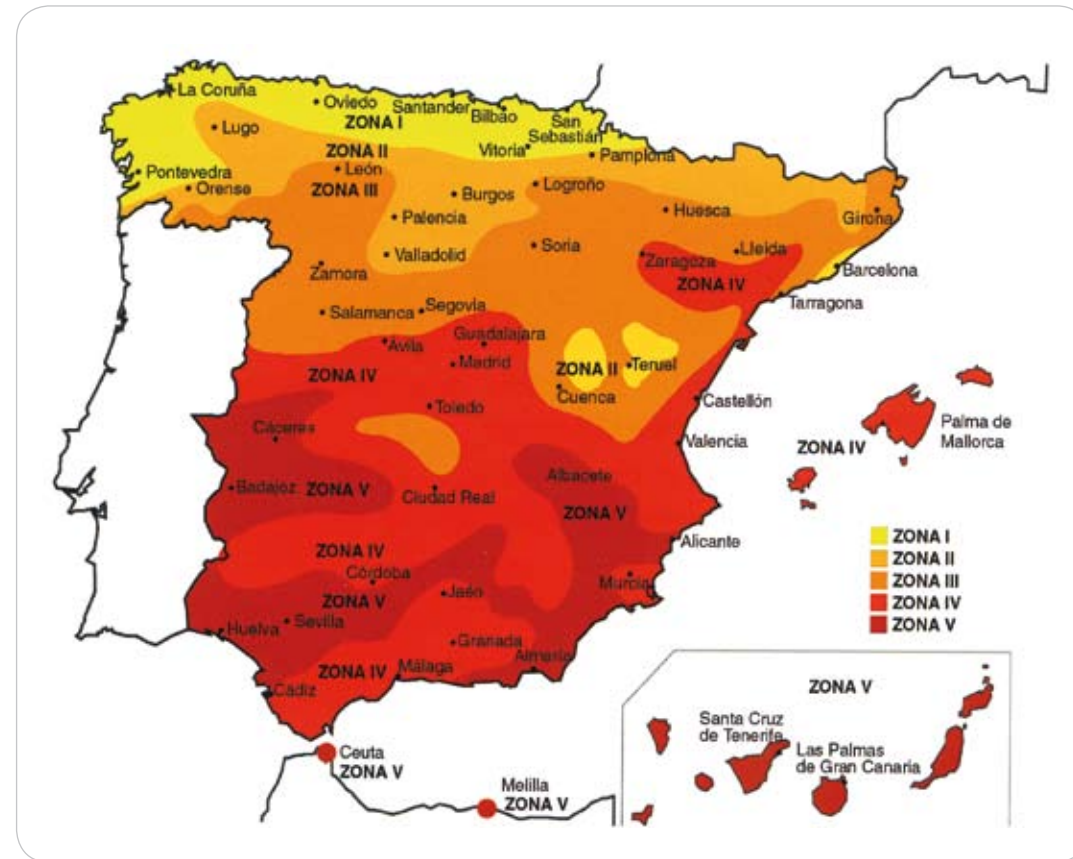 La Coruña
Oviedo
Santander
Bilbao
San
Sebastián
ZONA I
Lugo
Vitoria
Pamplona
ZONA II
Pontevedra
León
Orense
ZONA III
Burgos
Logroño
Huesca
Girona
Palencia
Valladolid
Soria
Zaragoza
Lleida
Barcelona
Zamora
ZONA IV
Tarragona
Salamanca
Segovia
Guadalajara
Ávila
Madrid
ZONA IV
ZONA II
Teruel
Cuenca
Toledo
Castellón
Cáceres
Valencia
Palma de
Mallorca
ZONA IV
Albacete
Badajoz
ZONA V
Ciudad Real
ZONA V
Alicante
ZONA IV
Córdoba
Jaéo
Murcia
ZONA V
Sevilla
Huelva
Granada
Almería
ZONA IV
Málaga
Cádiz
ZONA I
ZONA II
ZONA III
ZONA IV
ZONA V
ZONA V
Santa Cruz
de Tenerife
Las Palmas
de Gran Canaria
Ceuta
ZONA V
Melilla
ZONA V